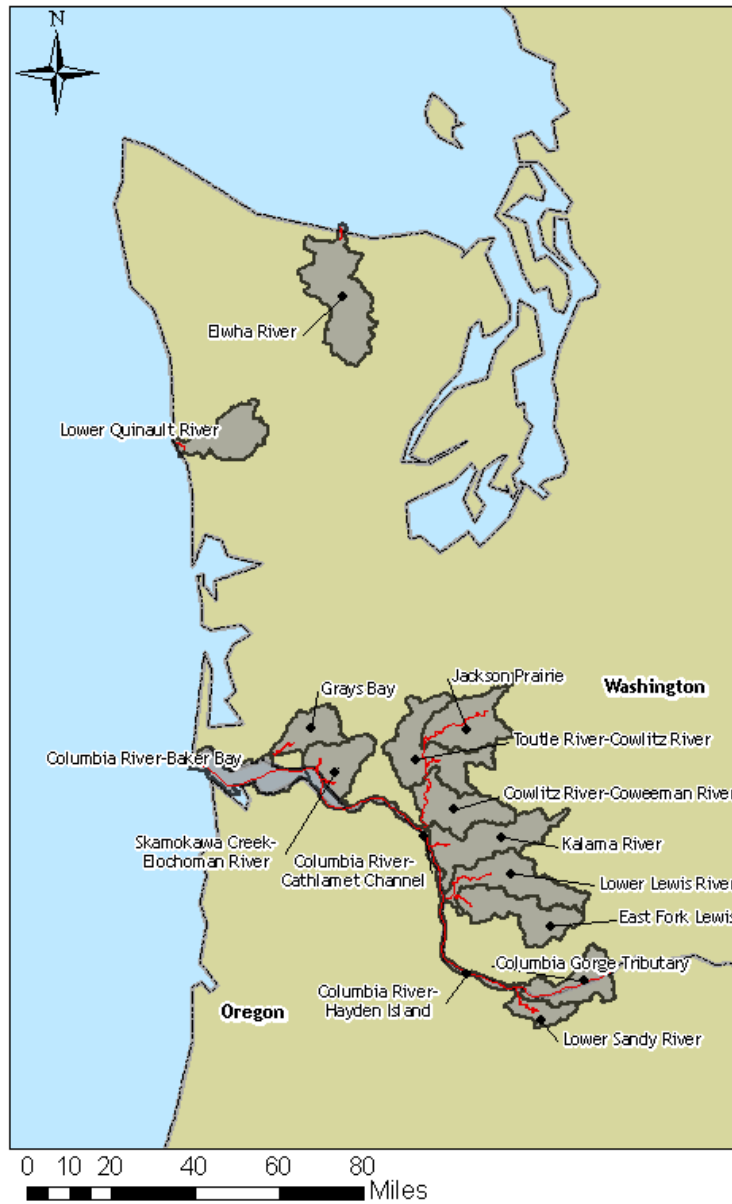 N
Elwha River
Lower Quinault River
Jackson Prairie
Washington
Grays Bay
Toutle River-Cowlitz River
Columbia River-Baker Bay
Cowlitz River-Coweeman River
Skamokawa Creek-
Elochoman River
Columbia River-
Cathlamet Channel
Kalama River
Lower Lewis River
East Fork Lewis
Columbia Gorge Tributary
Columbia River-
Hayden Island
Oregon
Lower Sandy River
0 10 20 40 60 80
Miles